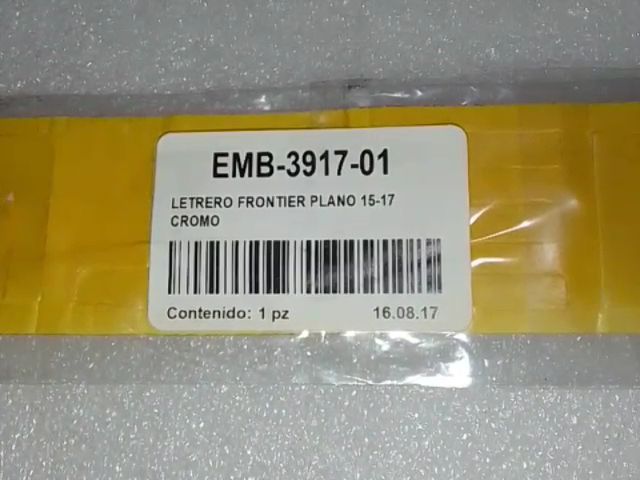 EMB-3917-01
LETRERO FRONTIER PLANO 15-17
CROMO
Contenido: 1 pz 16.08.17